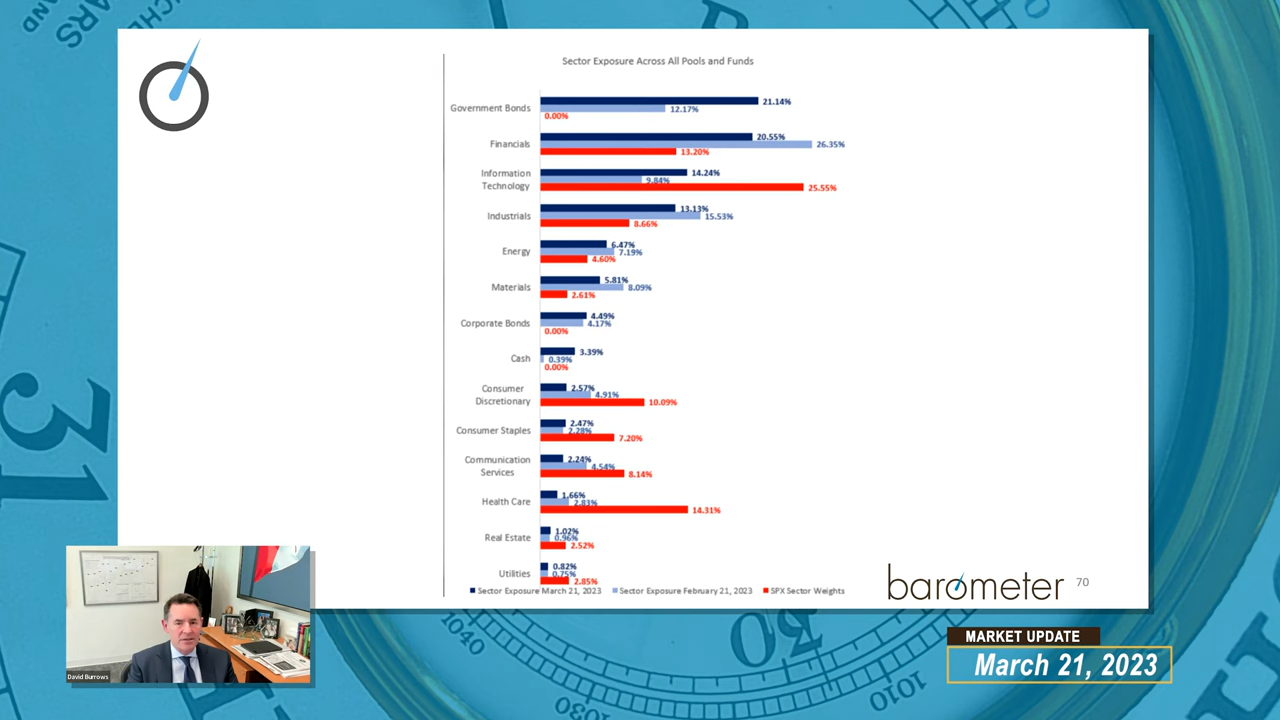 Sector Exposure Across All Pools and Funds
Government Bonds
21.14%
12.17%
0.00%
Financials
20.55%
26.35%
13.20%
Information
Technology
14.24%
9.84%
25.55%
Industrials
13.13%
15.53%
8.66%
Energy
6.47%
7.19%
4.60%
Materials
5.81%
8.09%
2.61%
Corporate Bonds
4.49%
4.17%
0.00%
Cash
3.39%
0.39%
0.00%
Consumer
Discretionary
2.57%
4.91%
10.09%
Consumer Staples
2.47%
2.28%
7.20%
Communication
Services
2.24%
4.54%
8.14%
Health Care
1.66%
2.83%
14.31%
Real Estate
1.02%
0.96%
2.52%
Utilities
0.82%
0.75%
2.85%
Sector Exposure March 21, 2023 Sector Exposure February 21, 2023 SPX Sector Weights
barometer 70
MARKET UPDATE
March 21, 2023
David Burrows
31
1040
1030
30
1010